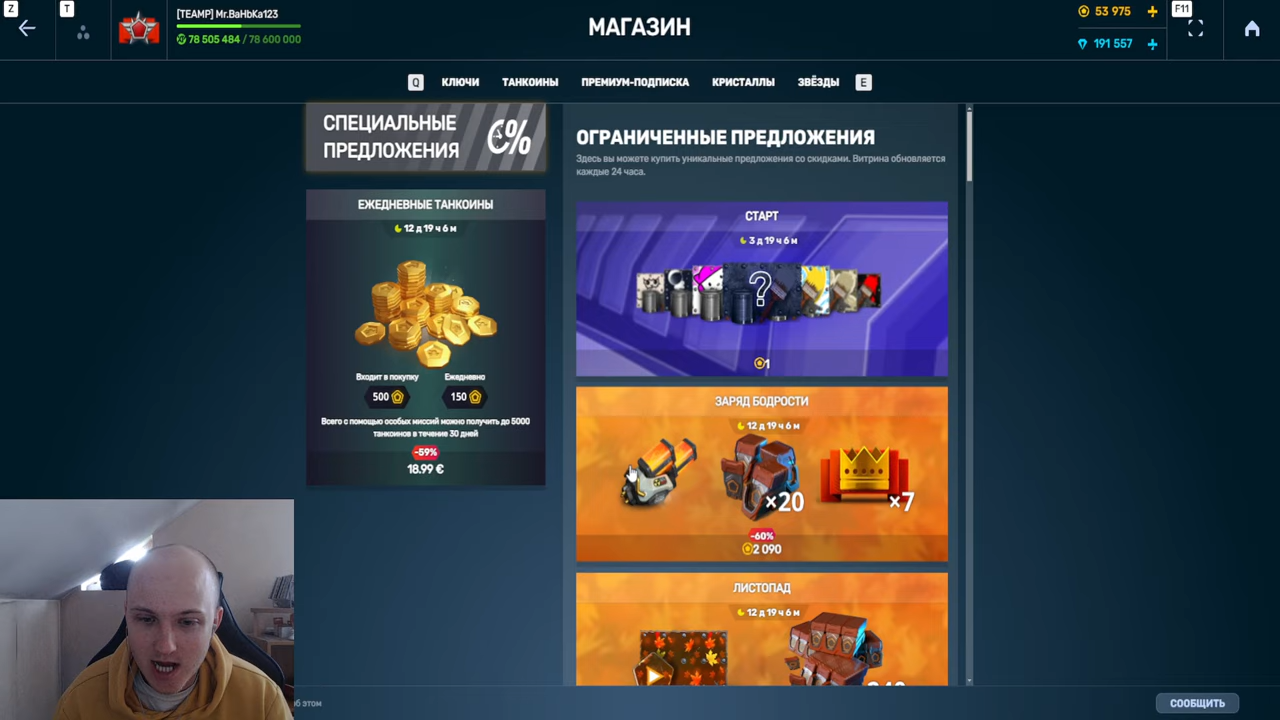 Z
T
[TEAMP] Mr.BaHbKa123
78 505 484 / 78 600 000
МАГАЗИН
53 975
191 557
F11
Q
КЛЮЧИ
ТАНКОИНЫ
ПРЕМИУМ-ПОДПИСКА
КРИСТАЛЛЫ
ЗВЁЗДЫ
E
СПЕЦИАЛЬНЫЕ
ПРЕДЛОЖЕНИЯ
%
ЕЖЕДНЕВНЫЕ ТАНКОИНЫ
12 д 19 ч 6 м
Входит в покупку
Ежедневно
500
150
Всего с помощью особых миссий можно получить до 5000
танкоинов в течение 30 дней
-59%
18.99 €
ОГРАНИЧЕННЫЕ ПРЕДЛОЖЕНИЯ
Здесь вы можете купить уникальные предложения со скидками. Витрина обновляется
каждые 24 часа.
СТАРТ
3 д 19 ч 6 м
?
1
ЗАРЯД БОДРОСТИ
12 д 19 ч 6 м
×20
×7
-60%
2 090
ЛИСТОПАД
12 д 19 ч 6 м
об этом
СООБЩИТЬ